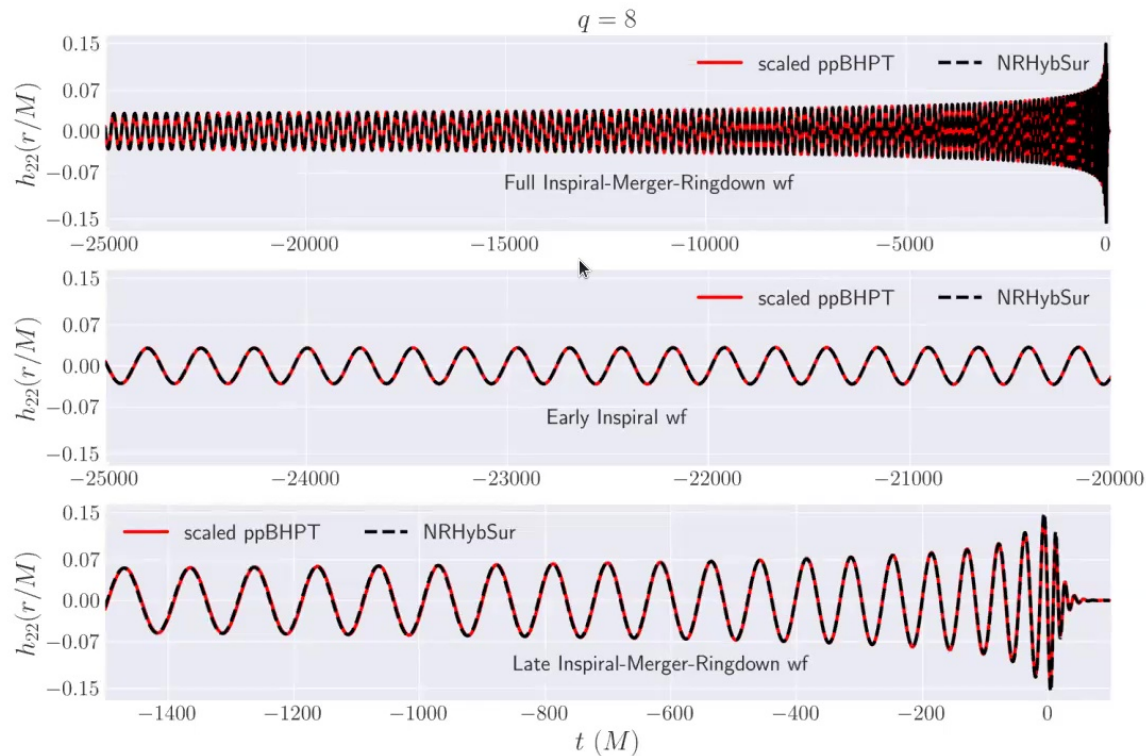 q = 8
0.15
0.07
0.00
−0.07
−0.15
h22(r/M)
scaled ppBHPT NRHybSur
Full Inspiral-Merger-Ringdown wf
−25000 −20000 −15000 −10000 −5000 0
0.15
0.07
0.00
−0.07
−0.15
h22(r/M)
scaled ppBHPT NRHybSur
Early Inspiral wf
−25000 −24000 −23000 −22000 −21000 −20000
0.15
0.07
0.00
−0.07
−0.15
h22(r/M)
scaled ppBHPT NRHybSur
Late Inspiral-Merger-Ringdown wf
−1400 −1200 −1000 −800 −600 −400 −200 0
t (M)